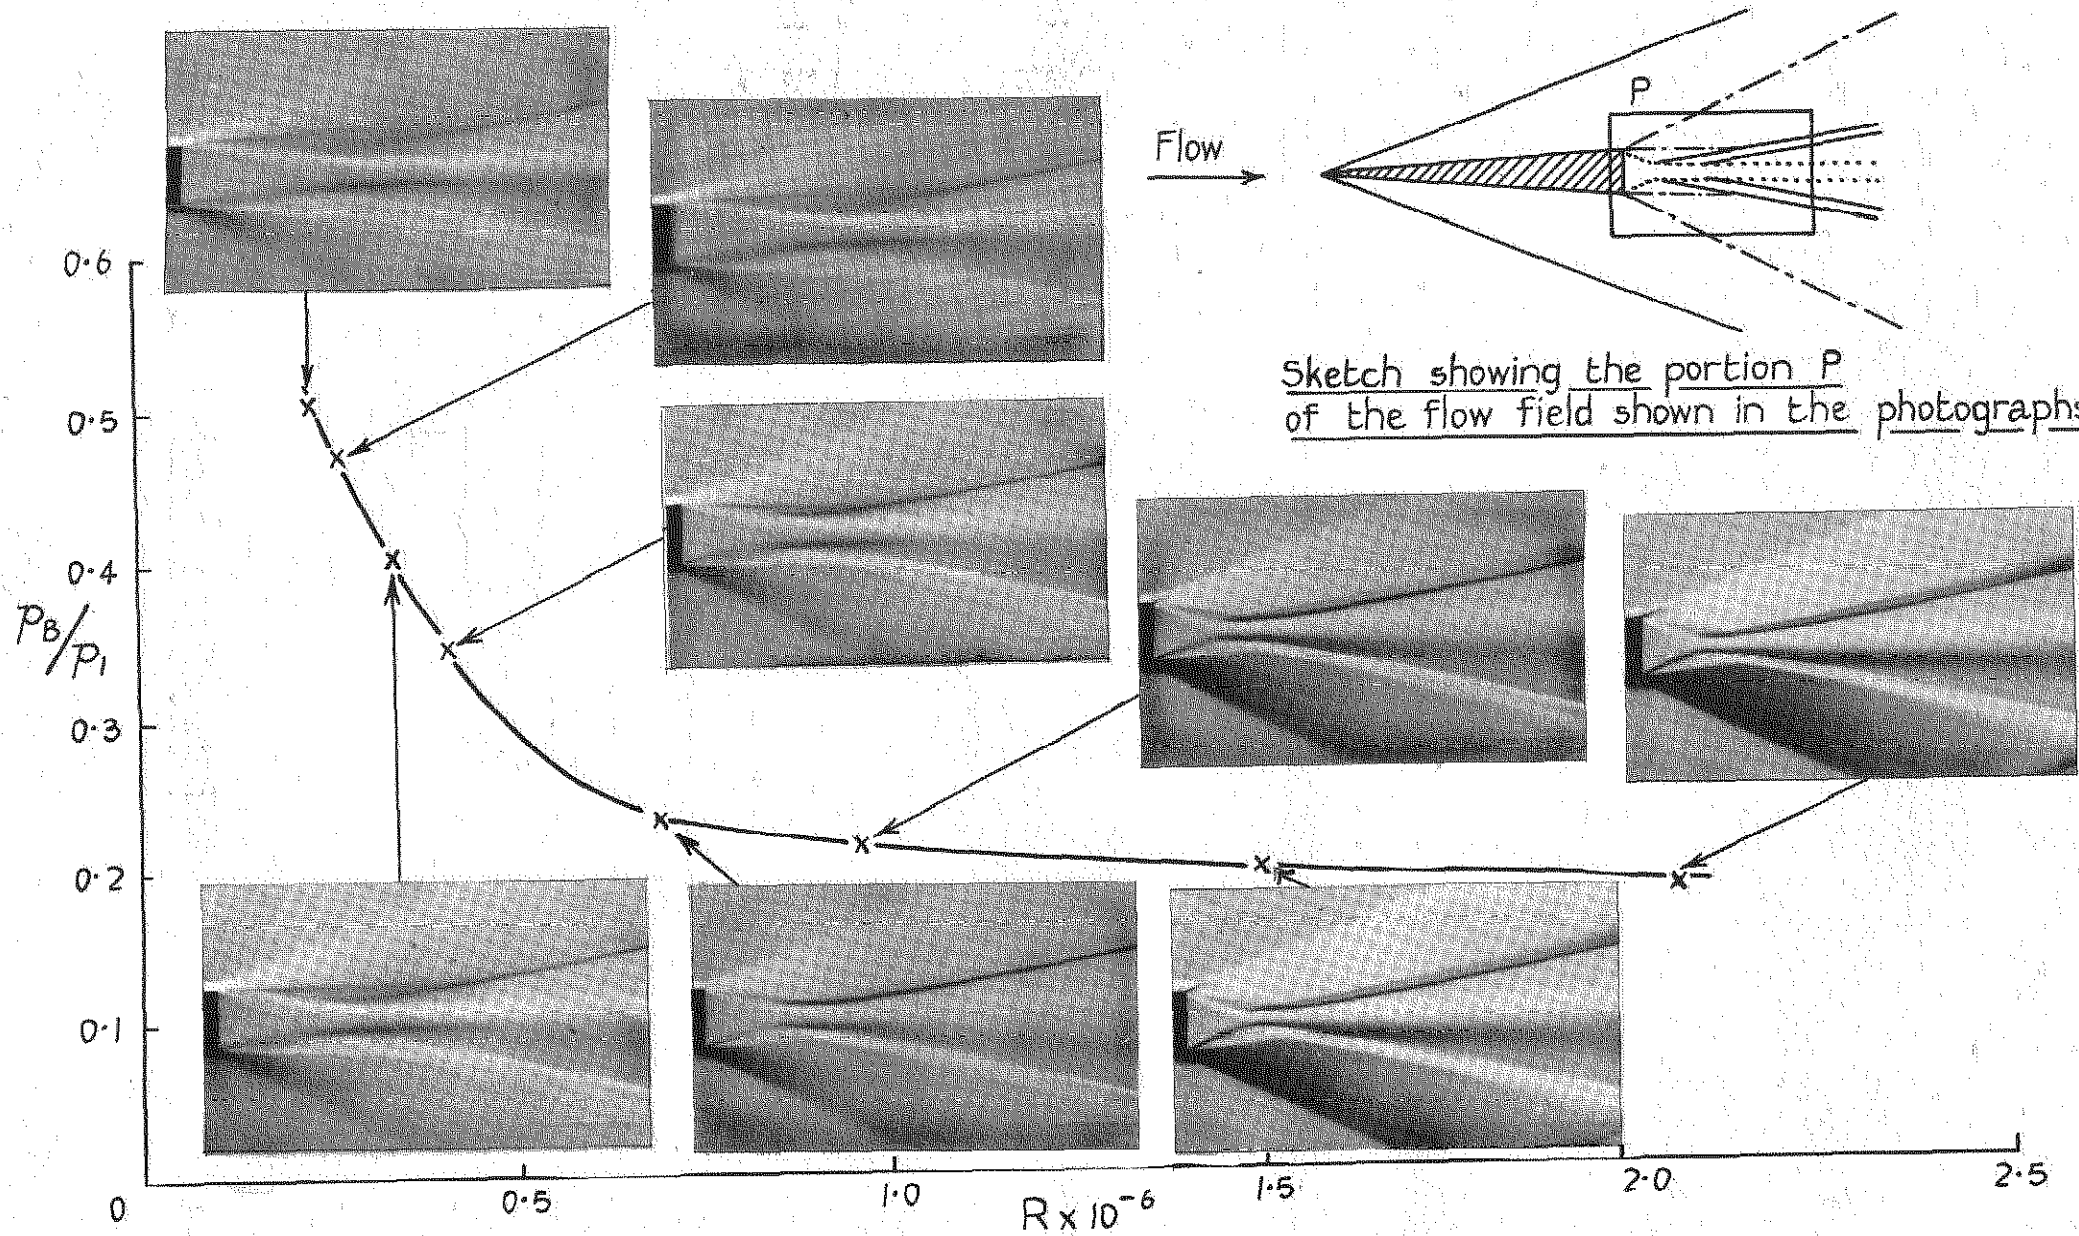 P
Flow
Sketch showing the portion P
of the flow field shown in the photographs
0.6
0.5
0.4
PB/P1
0.3
0.2
0.1
0
0.5
1.0
1.5
2.0
2.5
R x 10⁻⁶